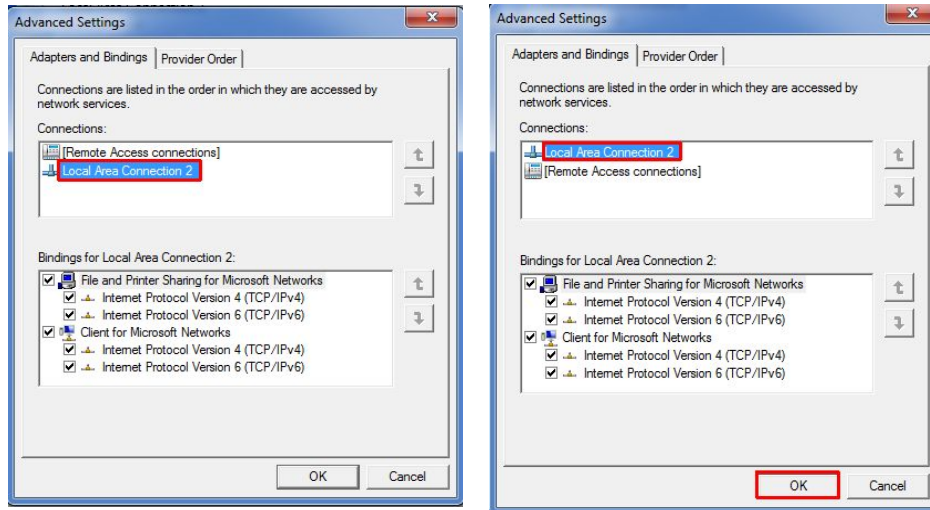 Advanced Settings
Adapters and Bindings Provider Order
Connections are listed in the order in which they are accessed by
network services.
Connections:
[Remote Access connections]
Local Area Connection 2
Bindings for Local Area Connection 2:
File and Printer Sharing for Microsoft Networks
Internet Protocol Version 4 (TCP/IPv4)
Internet Protocol Version 6 (TCP/IPv6)
Client for Microsoft Networks
Internet Protocol Version 4 (TCP/IPv4)
Internet Protocol Version 6 (TCP/IPv6)
OK Cancel
Advanced Settings
Adapters and Bindings Provider Order
Connections are listed in the order in which they are accessed by
network services.
Connections:
Local Area Connection 2
[Remote Access connections]
Bindings for Local Area Connection 2:
File and Printer Sharing for Microsoft Networks
Internet Protocol Version 4 (TCP/IPv4)
Internet Protocol Version 6 (TCP/IPv6)
Client for Microsoft Networks
Internet Protocol Version 4 (TCP/IPv4)
Internet Protocol Version 6 (TCP/IPv6)
OK Cancel